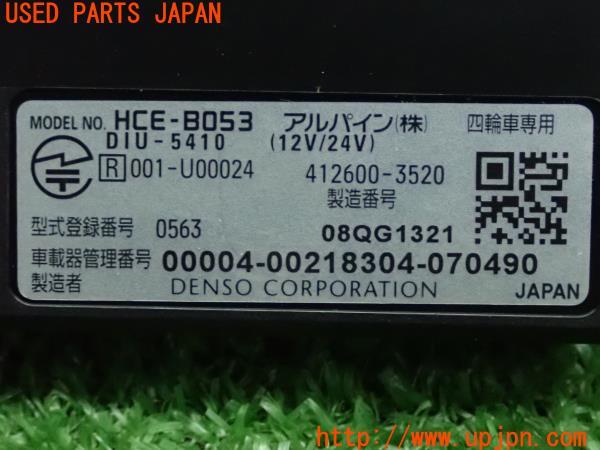 USED PARTS JAPAN
MODEL NO. HCE-B053 アルパイン(株) 四輪車専用
DIU-5410 (12V/24V)
R 001-U00024 412600-3520
製造番号
型式登録番号 0563 08QG1321
車載器管理番号 00004-00218304-070490
製造者 DENSO CORPORATION JAPAN
UPJ http://www.upjpn.com